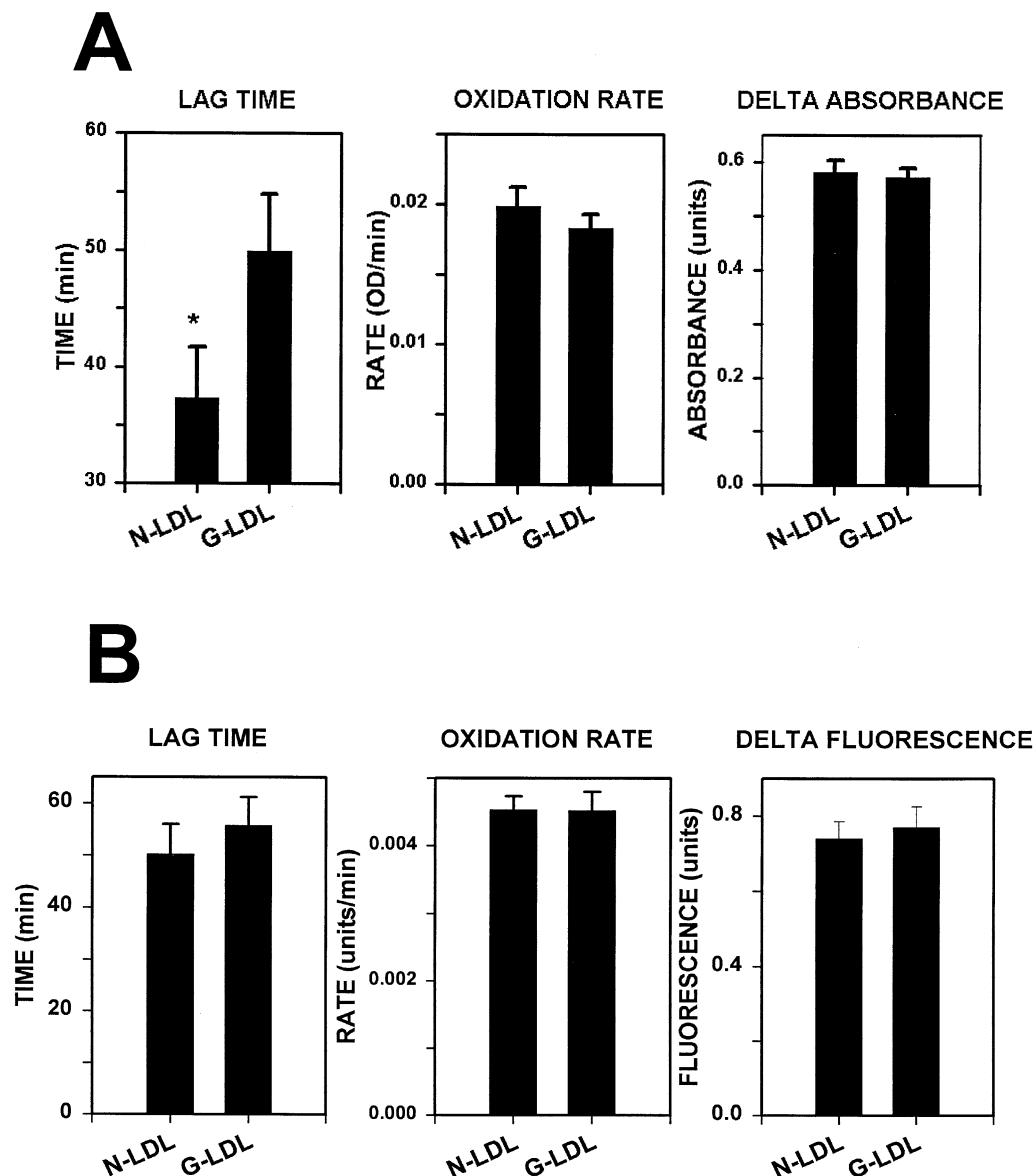 A
LAG TIME
OXIDATION RATE
DELTA ABSORBANCE
TIME (min)
60
50
40
30
*
N-LDL
G-LDL
RATE (OD/min)
0.02
0.01
0.00
N-LDL
G-LDL
ABSORBANCE (units)
0.6
0.4
0.2
0.0
N-LDL
G-LDL
B
LAG TIME
OXIDATION RATE
DELTA FLUORESCENCE
TIME (min)
60
40
20
0
N-LDL
G-LDL
RATE (units/min)
0.004
0.002
0.000
N-LDL
G-LDL
FLUORESCENCE (units)
0.8
0.4
0.0
N-LDL
G-LDL